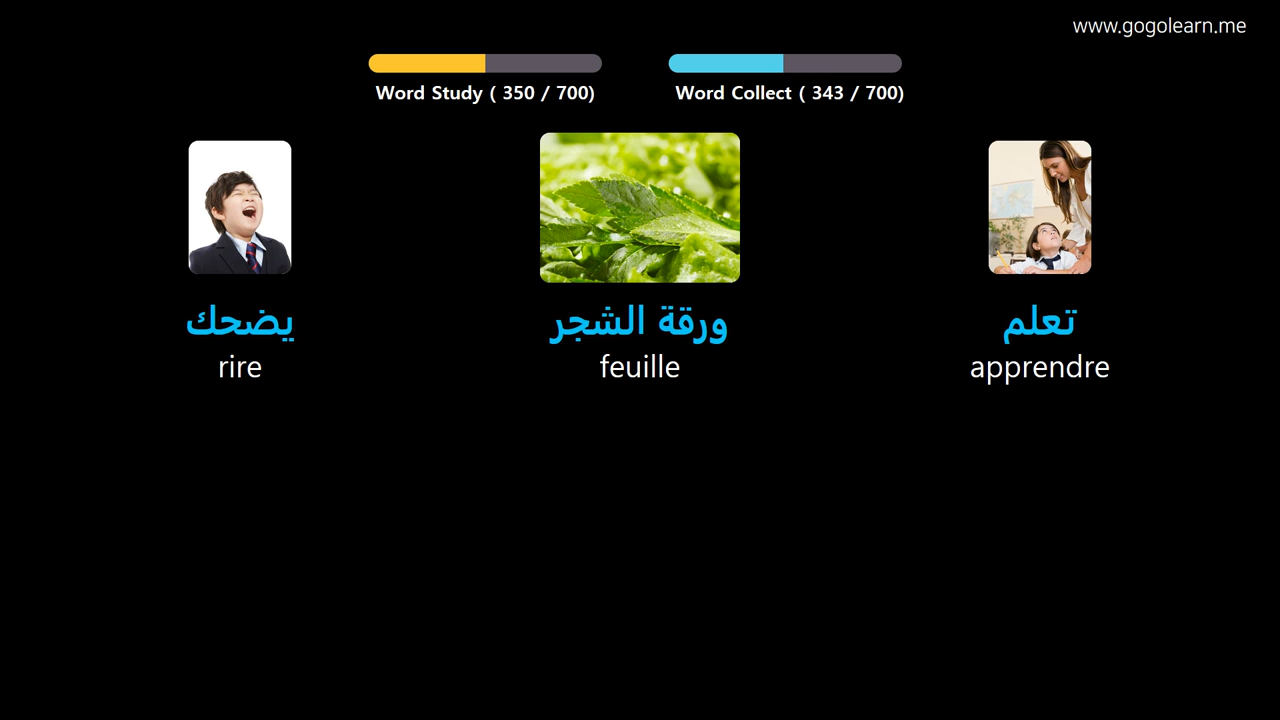 www.gogolearn.me
Word Study ( 350 / 700)
Word Collect ( 343 / 700)
يضحك
rire
ورقة الشجر
feuille
تعلم
apprendre